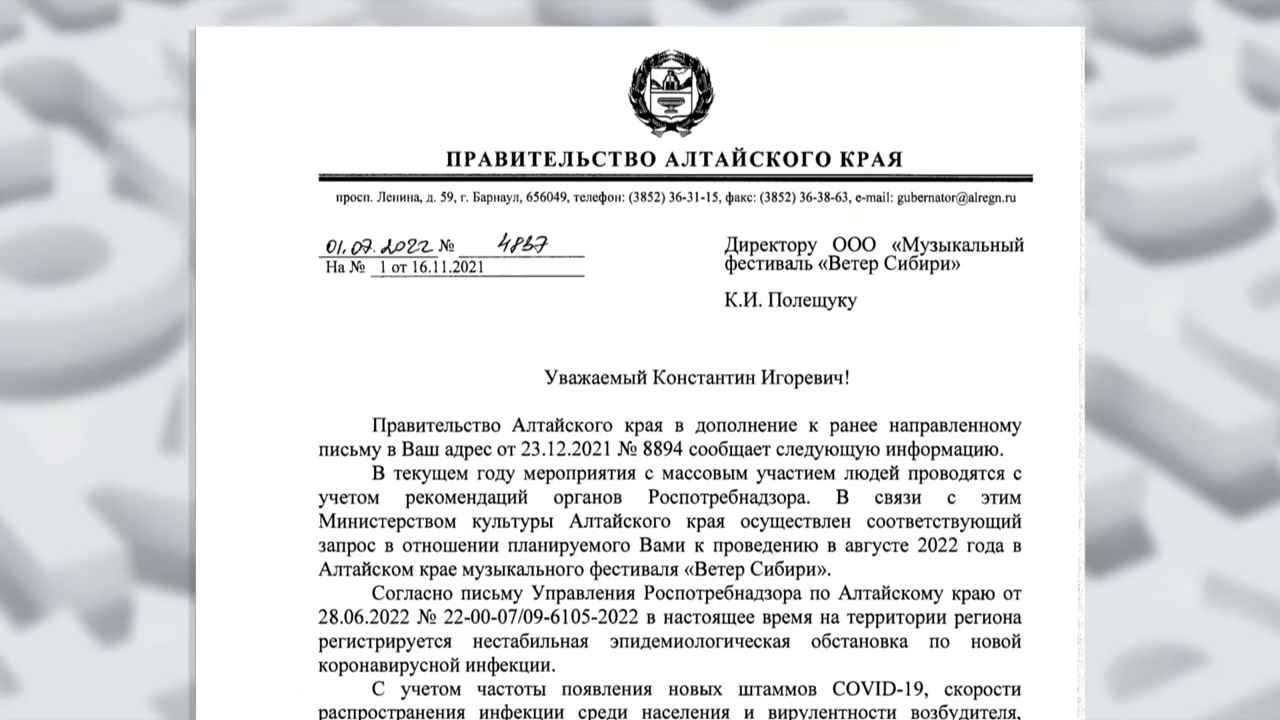 ПРАВИТЕЛЬСТВО АЛТАЙСКОГО КРАЯ
просп. Ленина, д. 59, г. Барнаул, 656049, телефон: (3852) 36-31-15, факс: (3852) 36-38-63, e-mail: gubernator@alregn.ru
01.07.2022 № 4837
На № 1 от 16.11.2021
Директору ООО «Музыкальный
фестиваль «Ветер Сибири»
К.И. Полещуку
Уважаемый Константин Игоревич!
Правительство Алтайского края в дополнение к ранее направленному
письму в Ваш адрес от 23.12.2021 № 8894 сообщает следующую информацию.
В текущем году мероприятия с массовым участием людей проводятся с
учетом рекомендаций органов Роспотребнадзора. В связи с этим
Министерством культуры Алтайского края осуществлен соответствующий
запрос в отношении планируемого Вами к проведению в августе 2022 года в
Алтайском крае музыкального фестиваля «Ветер Сибири».
Согласно письму Управления Роспотребнадзора по Алтайскому краю от
28.06.2022 № 22-00-07/09-6105-2022 в настоящее время на территории региона
регистрируется нестабильная эпидемиологическая обстановка по новой
коронавирусной инфекции.
С учетом частоты появления новых штаммов COVID-19, скорости
распространения инфекции среди населения и вирулентности возбудителя,